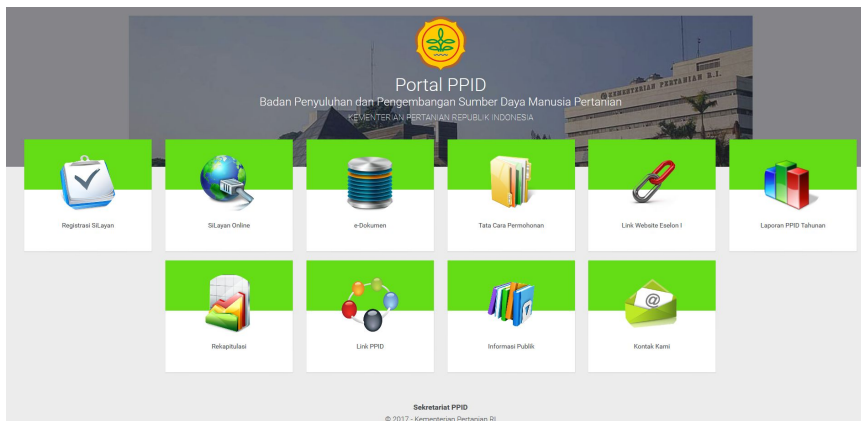 Portal PPID
Badan Penyuluhan dan Pengembangan Sumber Daya Manusia Pertanian
KEMENTERIAN PERTANIAN REPUBLIK INDONESIA
KEMENTERIAN PERTANIAN R.I.
Registrasi SiLayan
SiLayan Online
e-Dokumen
Tata Cara Permohonan
Link Website Eselon I
Laporan PPID Tahunan
@
Rekapitulasi
Link PPID
Informasi Publik
Kontak Kami
Sekretariat PPID
© 2017 - Kementerian Pertanian RI